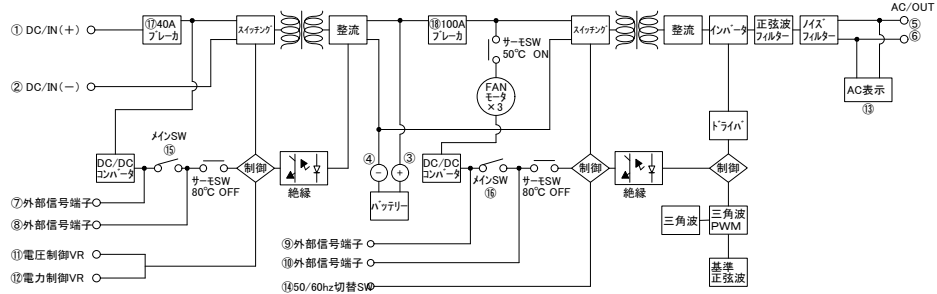 AC/OUT
⑰40A
ブレーカ
① DC/IN(+)
スイッチング
整流
⑱100A
ブレーカ
サーモSW
50℃ ON
スイッチング
整流
インバータ
正弦波
フィルター
ノイズ
フィルター
⑤
⑥
② DC/IN(−)
FAN
モータ
×3
AC表示
⑬
ドライバ
メインSW
⑮
DC/DC
コンバータ
サーモSW
80℃ OFF
制御
絶縁
④
③
−
+
バッテリー
DC/DC
コンバータ
メインSW
⑯
サーモSW
80℃ OFF
制御
絶縁
制御
⑦外部信号端子
⑧外部信号端子
三角波
三角波
PWM
⑨外部信号端子
⑩外部信号端子
⑪電圧制御VR
⑫電力制御VR
基準
正弦波
⑭50/60hz切替SW